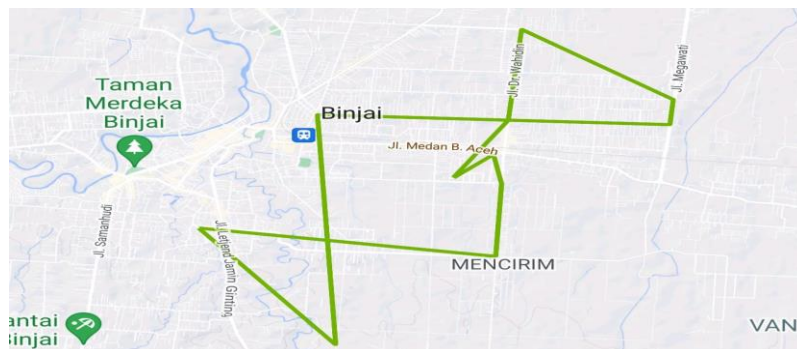 Taman
Merdeka
Binjai
Binjai
Jl. Dr. Wahidin
Jl. Megawati
Jl. Medan B. Aceh
Jl. Samanhudi
Jl. Letjend Jamin Ginting
MENCIRIM
antai
Binjai
VAN